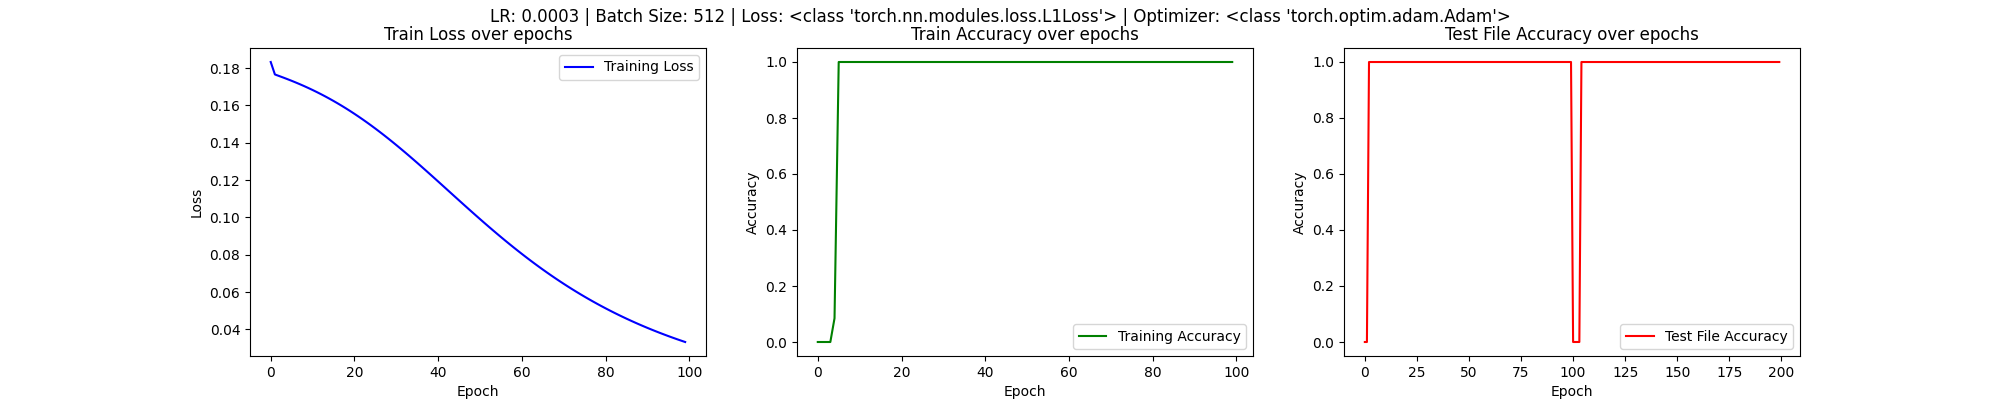 LR: 0.0003 | Batch Size: 512 | Loss: <class 'torch.nn.modules.loss.L1Loss'> | Optimizer: <class 'torch.optim.adam.Adam'>
Train Loss over epochs
Training Loss
0.18
0.16
0.14
0.12
0.10
0.08
0.06
0.04
Loss
0 20 40 60 80 100
Epoch
Train Accuracy over epochs
1.0
0.8
0.6
0.4
0.2
0.0
Accuracy
Training Accuracy
0 20 40 60 80 100
Epoch
Test File Accuracy over epochs
1.0
0.8
0.6
0.4
0.2
0.0
Accuracy
Test File Accuracy
0 25 50 75 100 125 150 175 200
Epoch